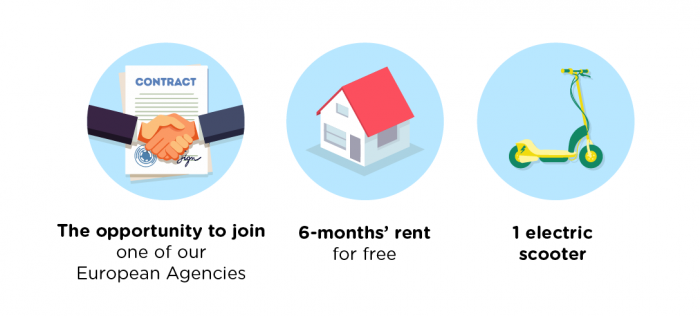 CONTRACT
sign
The opportunity to join
one of our
European Agencies
6-months’ rent
for free
1 electric
scooter